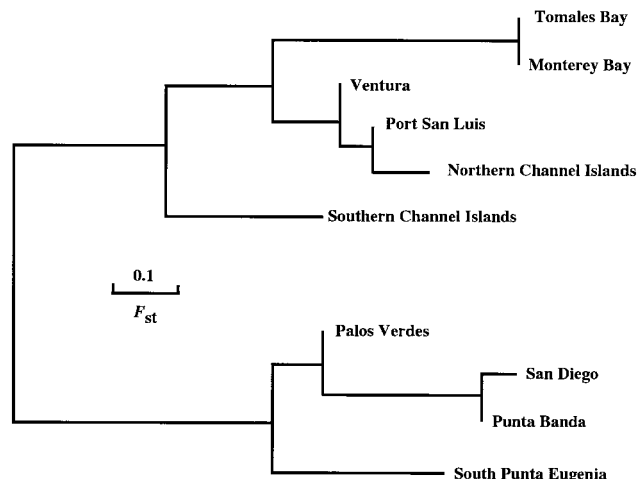 Tomales Bay
Monterey Bay
Ventura
Port San Luis
Northern Channel Islands
Southern Channel Islands
0.1
Fst
Palos Verdes
San Diego
Punta Banda
South Punta Eugenia